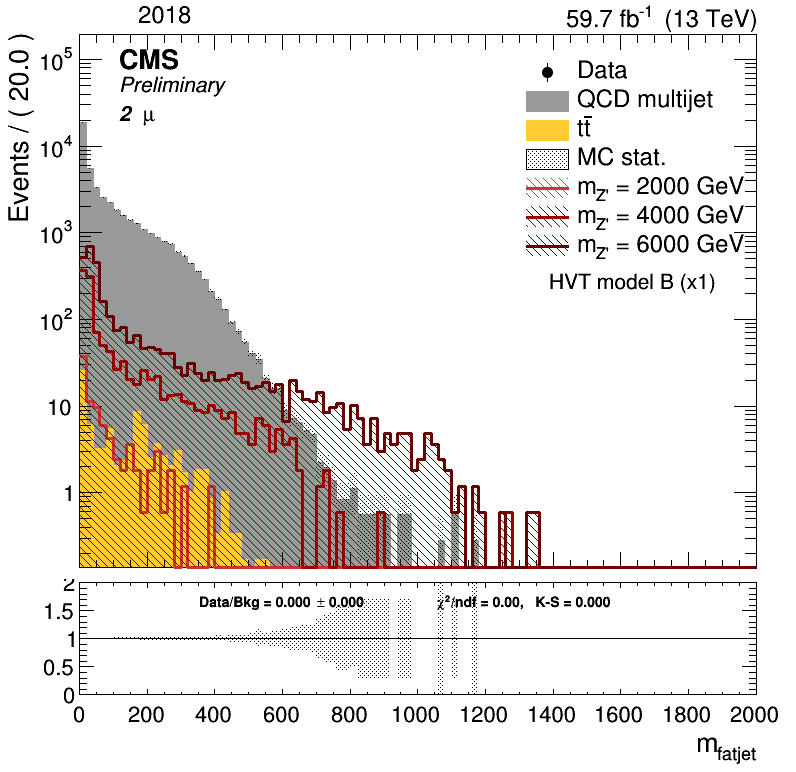 2018
59.7 fb⁻¹ (13 TeV)
CMS
Preliminary
2 μ
Data
QCD multijet
tt̄
MC stat.
m_Z' = 2000 GeV
m_Z' = 4000 GeV
m_Z' = 6000 GeV
HVT model B (x1)
Events / ( 20.0 )
10⁵
10⁴
10³
10²
10
1
Data/Bkg = 0.000 ± 0.000
χ²/ndf = 0.00, K-S = 0.000
2
1.5
1
0.5
0
0 200 400 600 800 1000 1200 1400 1600 1800 2000
m_fatjet